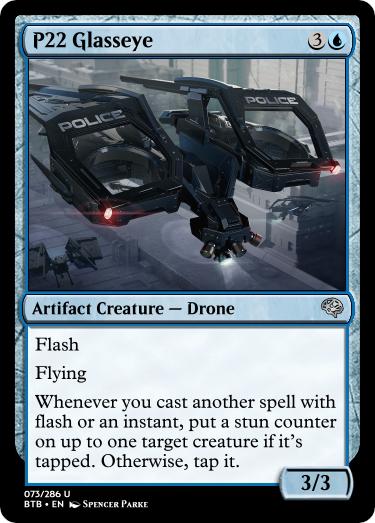 P22 Glasseye 3
POLICE
POLICE
Artifact Creature — Drone
Flash
Flying
Whenever you cast another spell with
flash or an instant, put a stun counter
on up to one target creature if it's
tapped. Otherwise, tap it.
3/3
073/286 U
BTB • EN SPENCER PARKE